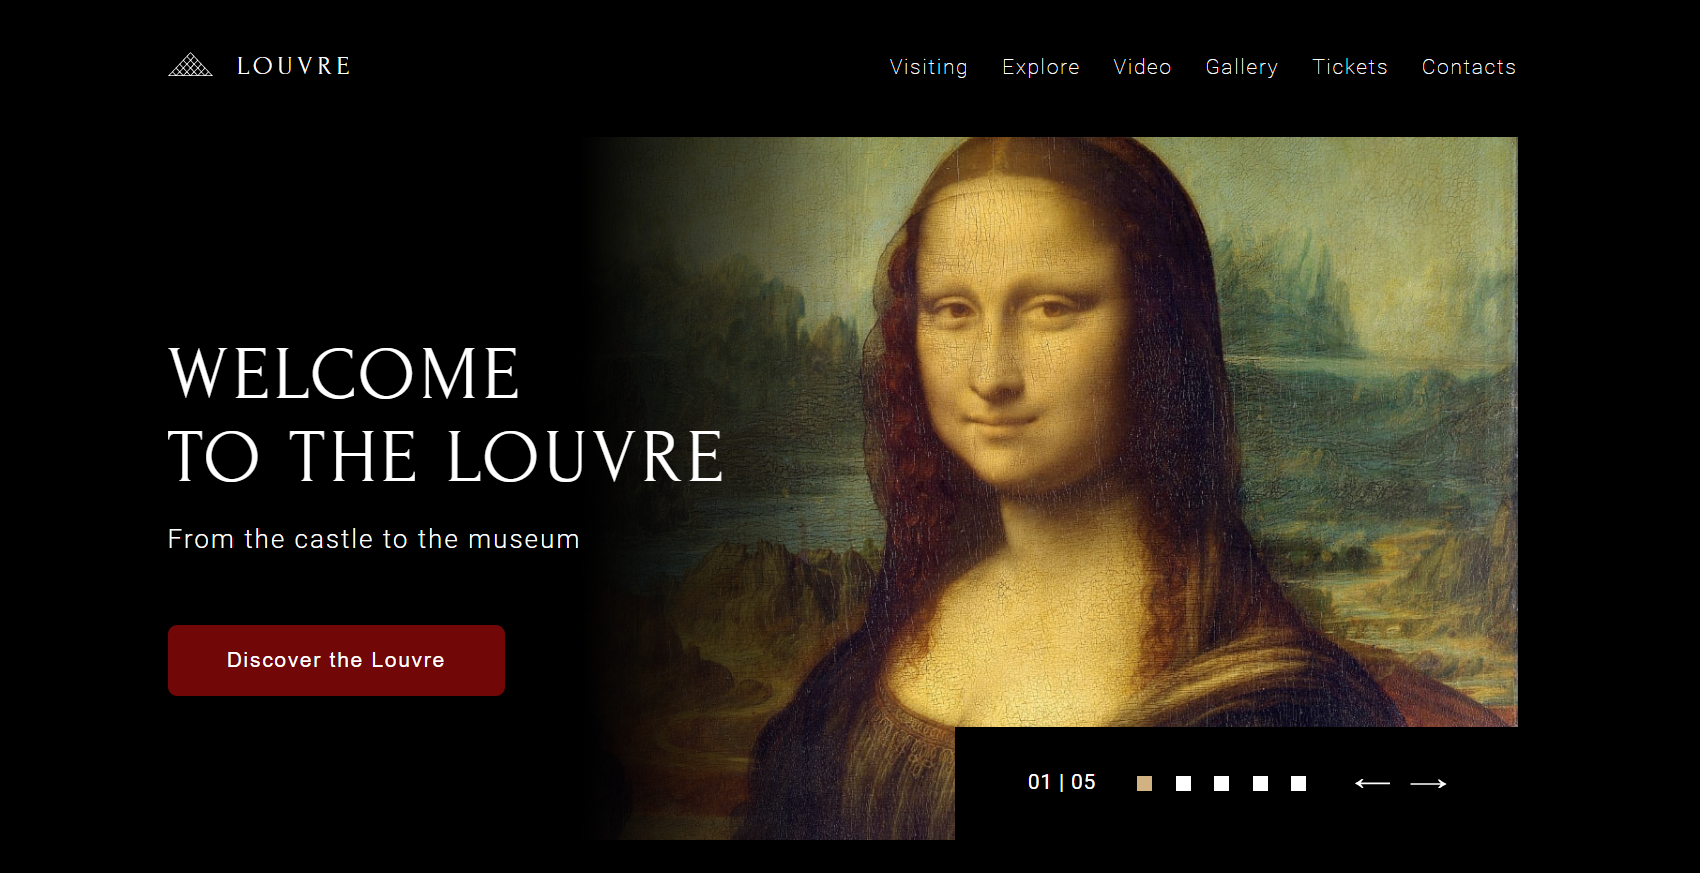 LOUVRE
Visiting Explore Video Gallery Tickets Contacts
WELCOME
TO THE LOUVRE
From the castle to the museum
Discover the Louvre
01 | 05